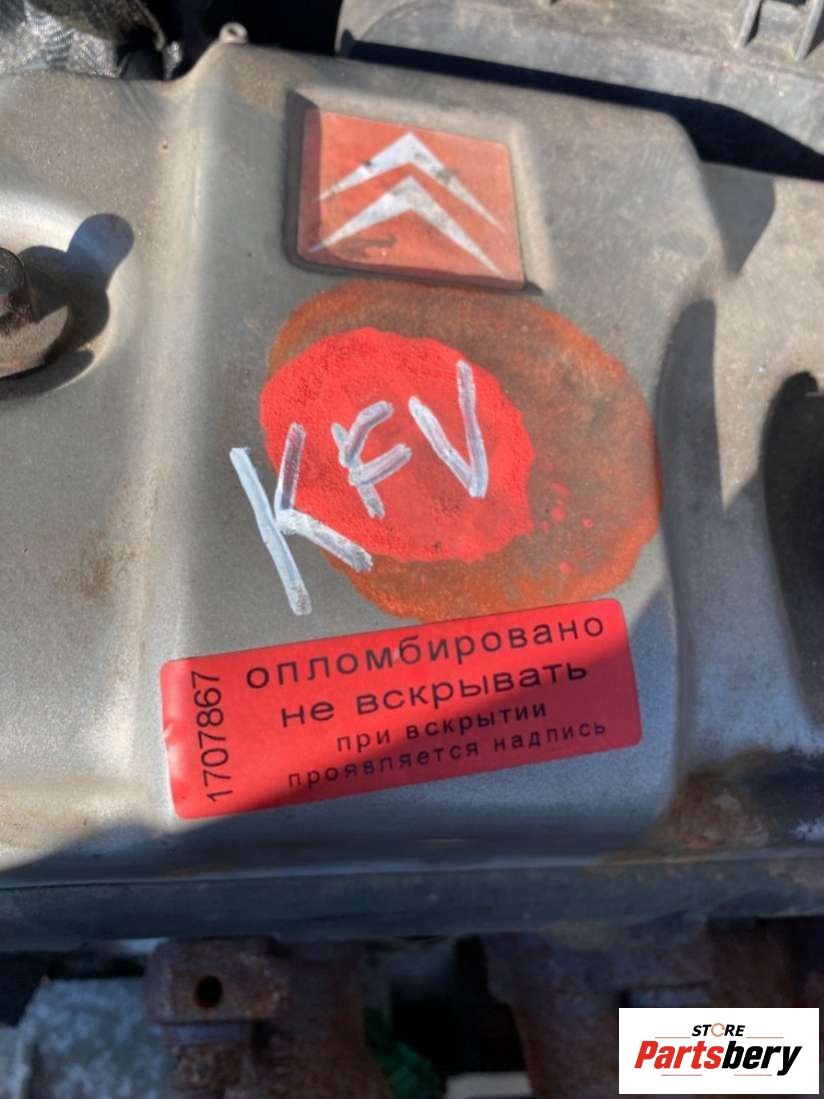 KFV
1707867
опломбировано
не вскрывать
при вскрытии
проявляется надпись
STORE
Partsbery